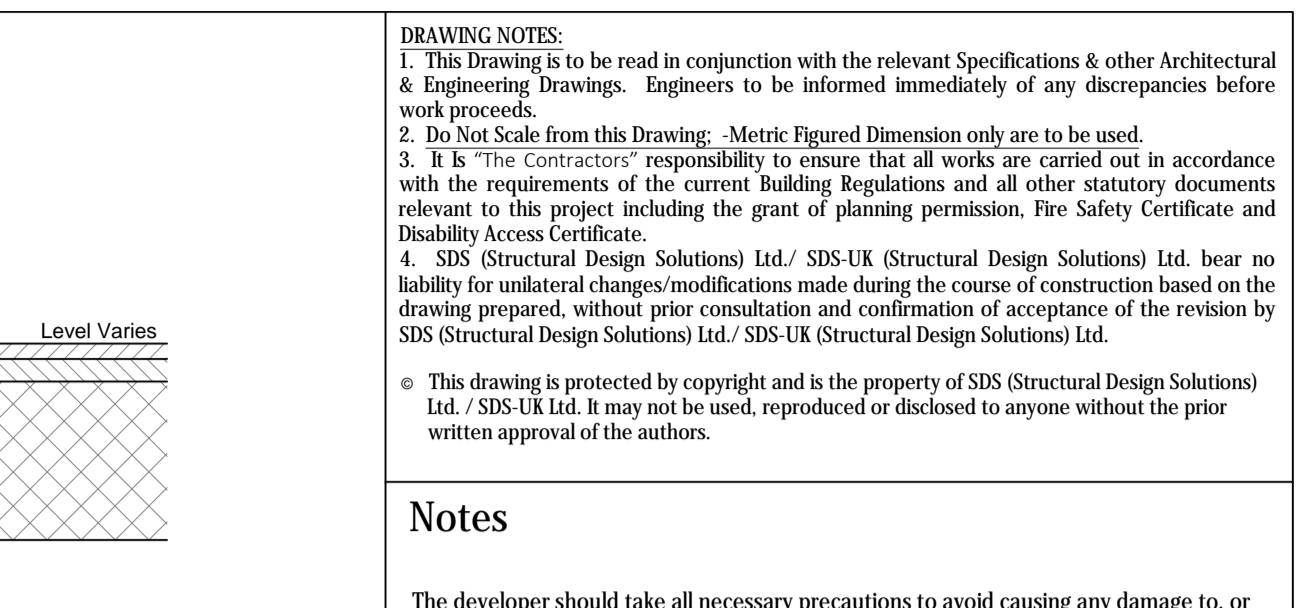 DRAWING NOTES:
1. This Drawing is to be read in conjunction with the relevant Specifications & other Architectural
& Engineering Drawings. Engineers to be informed immediately of any discrepancies before
work proceeds.
2. Do Not Scale from this Drawing; -Metric Figured Dimension only are to be used.
3. It Is "The Contractors" responsibility to ensure that all works are carried out in accordance
with the requirements of the current Building Regulations and all other statutory documents
relevant to this project including the grant of planning permission, Fire Safety Certificate and
Disability Access Certificate.
4. SDS (Structural Design Solutions) Ltd./ SDS-UK (Structural Design Solutions) Ltd. bear no
liability for unilateral changes/modifications made during the course of construction based on the
drawing prepared, without prior consultation and confirmation of acceptance of the revision by
SDS (Structural Design Solutions) Ltd./ SDS-UK (Structural Design Solutions) Ltd.
© This drawing is protected by copyright and is the property of SDS (Structural Design Solutions)
Ltd. / SDS-UK Ltd. It may not be used, reproduced or disclosed to anyone without the prior
written approval of the authors.
Level Varies
Notes
The developer should take all necessary precautions to avoid causing any damage to, or